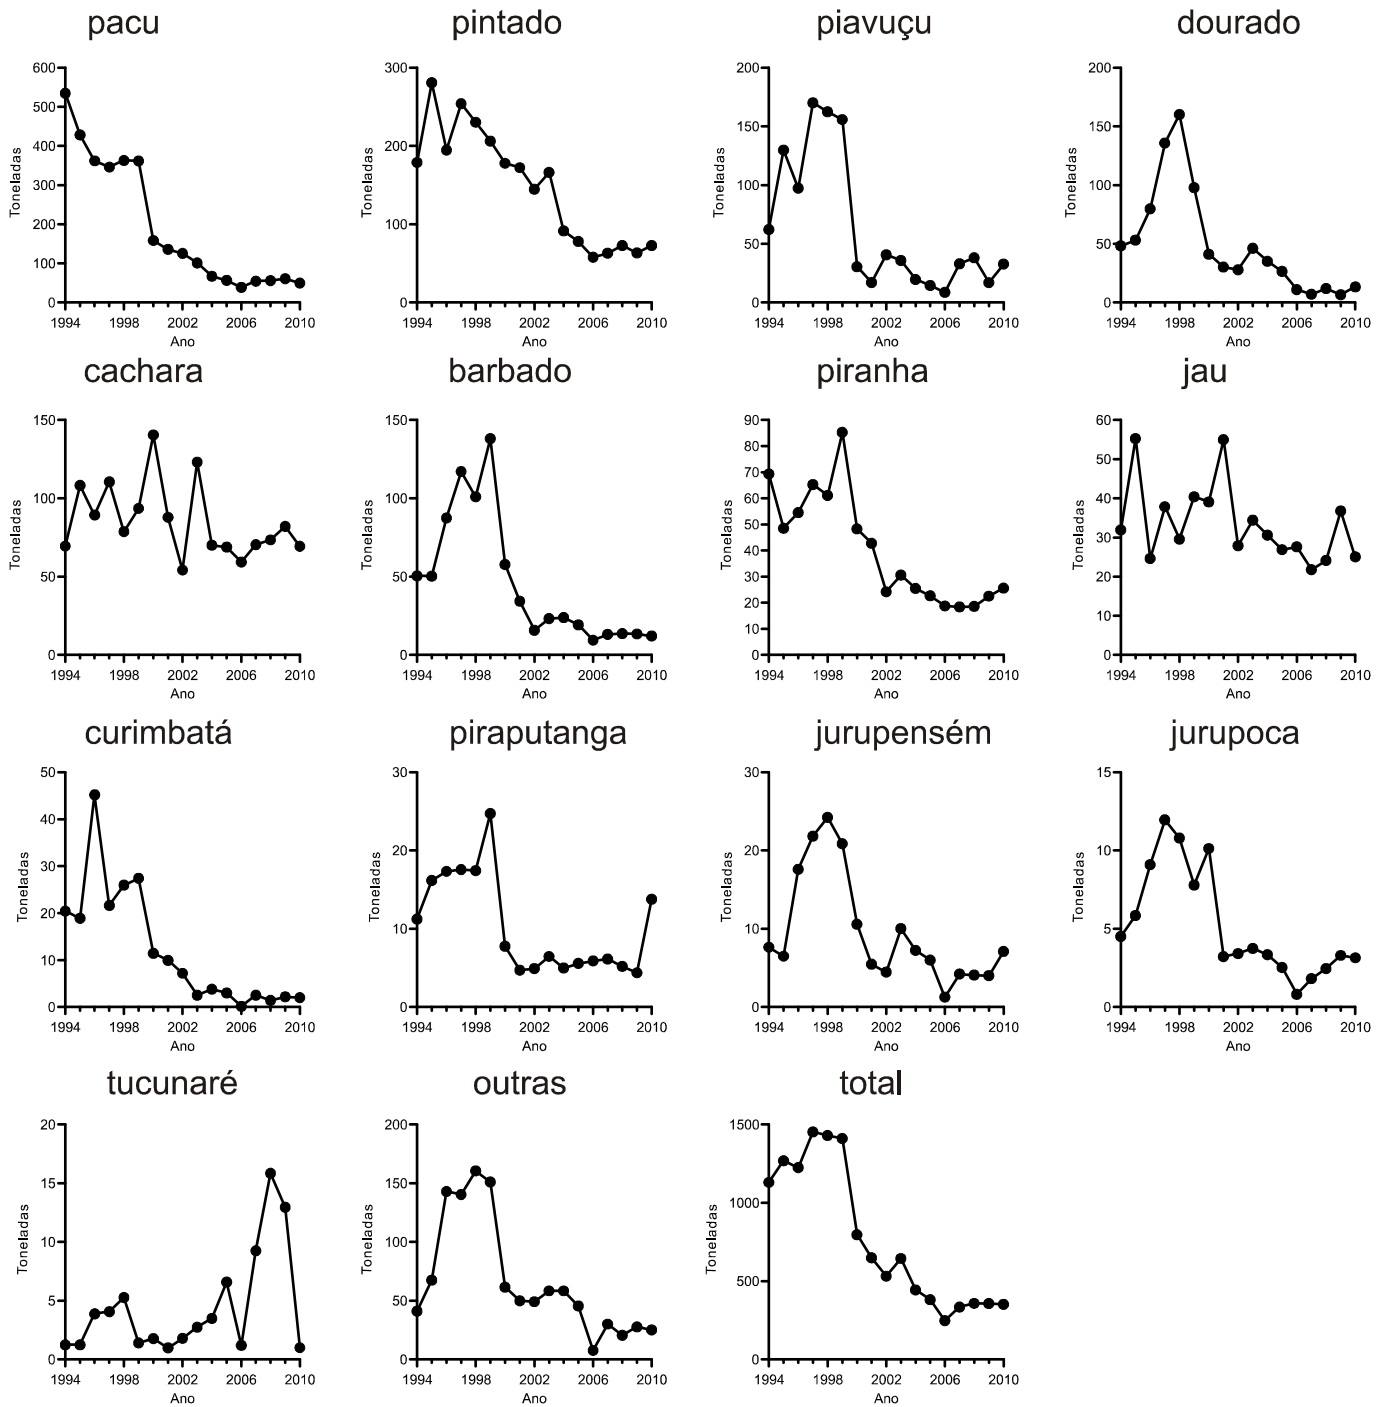 pacu
pintado
piavuçu
dourado
600
500
400
300
200
100
0
Toneladas
1994 1998 2002 2006 2010
Ano
300
200
100
0
Toneladas
1994 1998 2002 2006 2010
Ano
200
150
100
50
0
Toneladas
1994 1998 2002 2006 2010
Ano
200
150
100
50
0
Toneladas
1994 1998 2002 2006 2010
Ano
cachara
barbado
piranha
jau
150
100
50
0
Toneladas
1994 1998 2002 2006 2010
Ano
150
100
50
0
Toneladas
1994 1998 2002 2006 2010
Ano
90
80
70
60
50
40
30
20
10
0
Toneladas
1994 1998 2002 2006 2010
Ano
60
50
40
30
20
10
0
Toneladas
1994 1998 2002 2006 2010
Ano
curimbatá
piraputanga
jurupensém
jurupoca
50
40
30
20
10
0
Toneladas
1994 1998 2002 2006 2010
Ano
30
20
10
0
Toneladas
1994 1998 2002 2006 2010
Ano
30
20
10
0
Toneladas
1994 1998 2002 2006 2010
Ano
15
10
5
0
Toneladas
1994 1998 2002 2006 2010
Ano
tucunaré
outras
total
20
15
10
5
0
Toneladas
1994 1998 2002 2006 2010
Ano
200
150
100
50
0
Toneladas
1994 1998 2002 2006 2010
Ano
1500
1000
500
0
Toneladas
1994 1998 2002 2006 2010
Ano